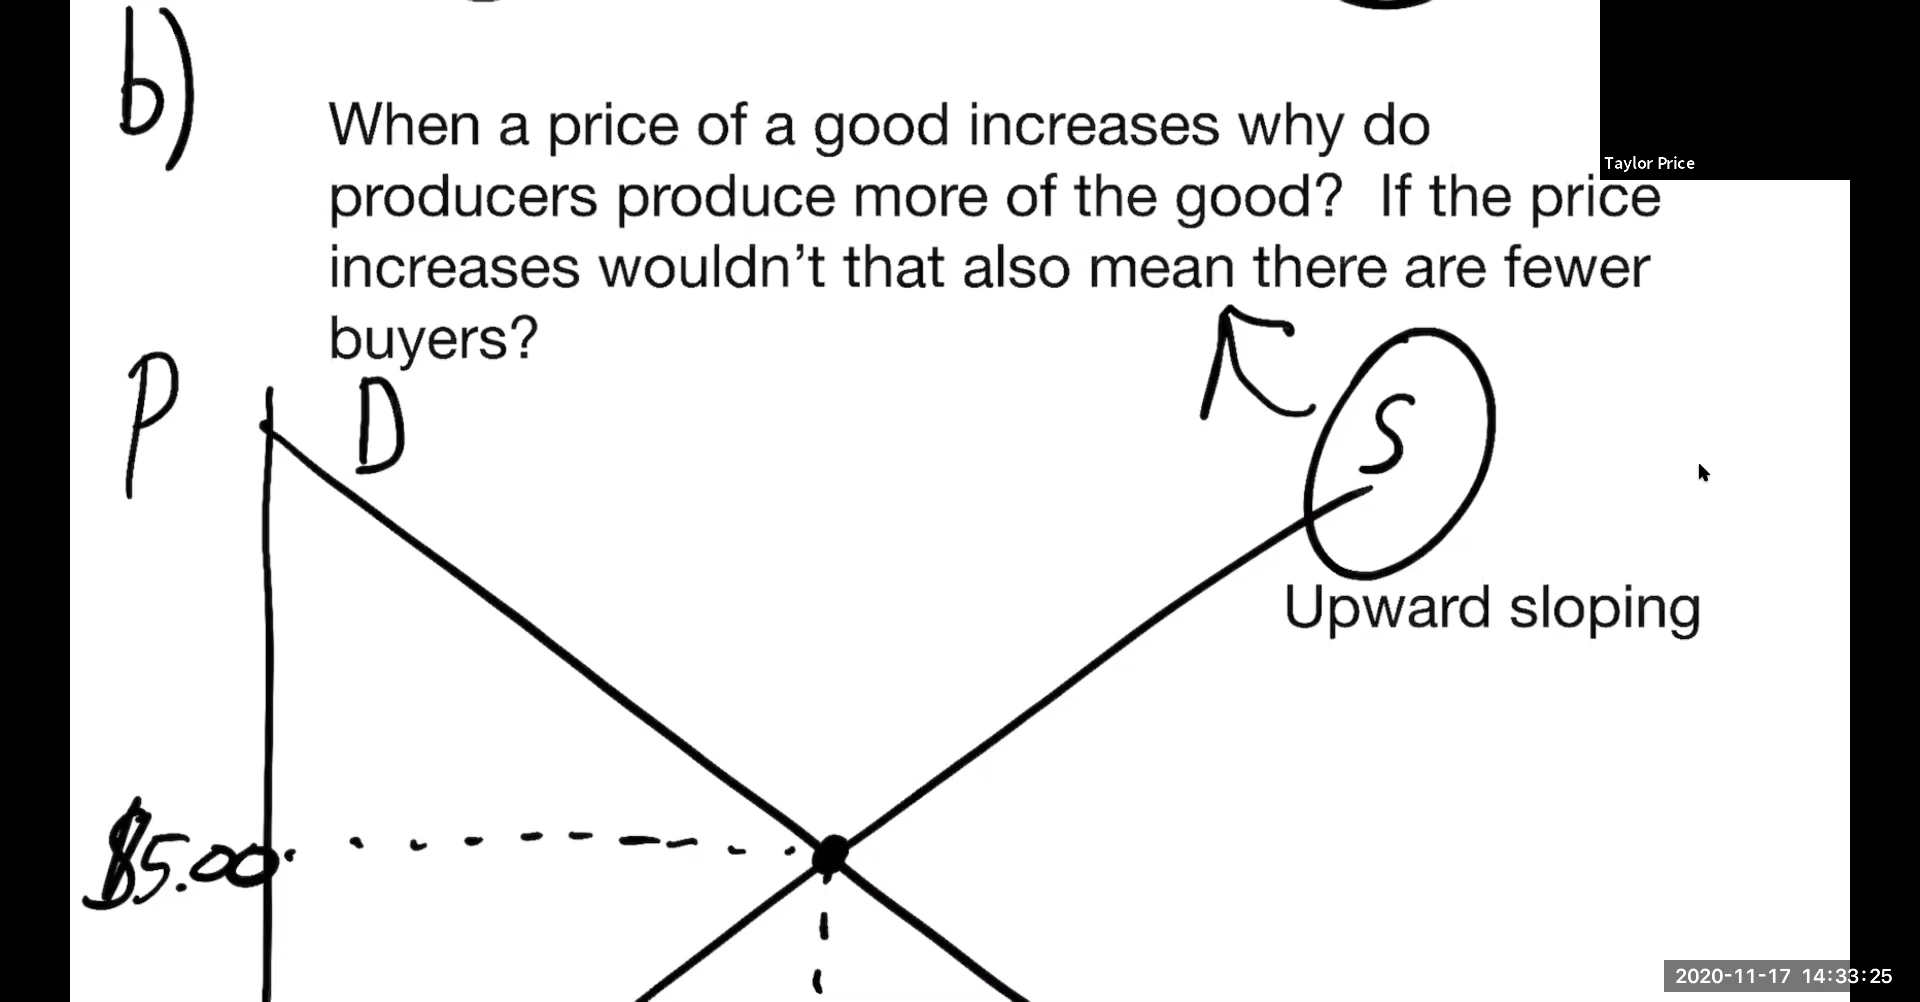 b)
When a price of a good increases why do
Taylor Price
producers produce more of the good? If the price
increases wouldn’t that also mean there are fewer
buyers?
P
D
S
Upward sloping
$5.00
2020-11-17 14:33:25